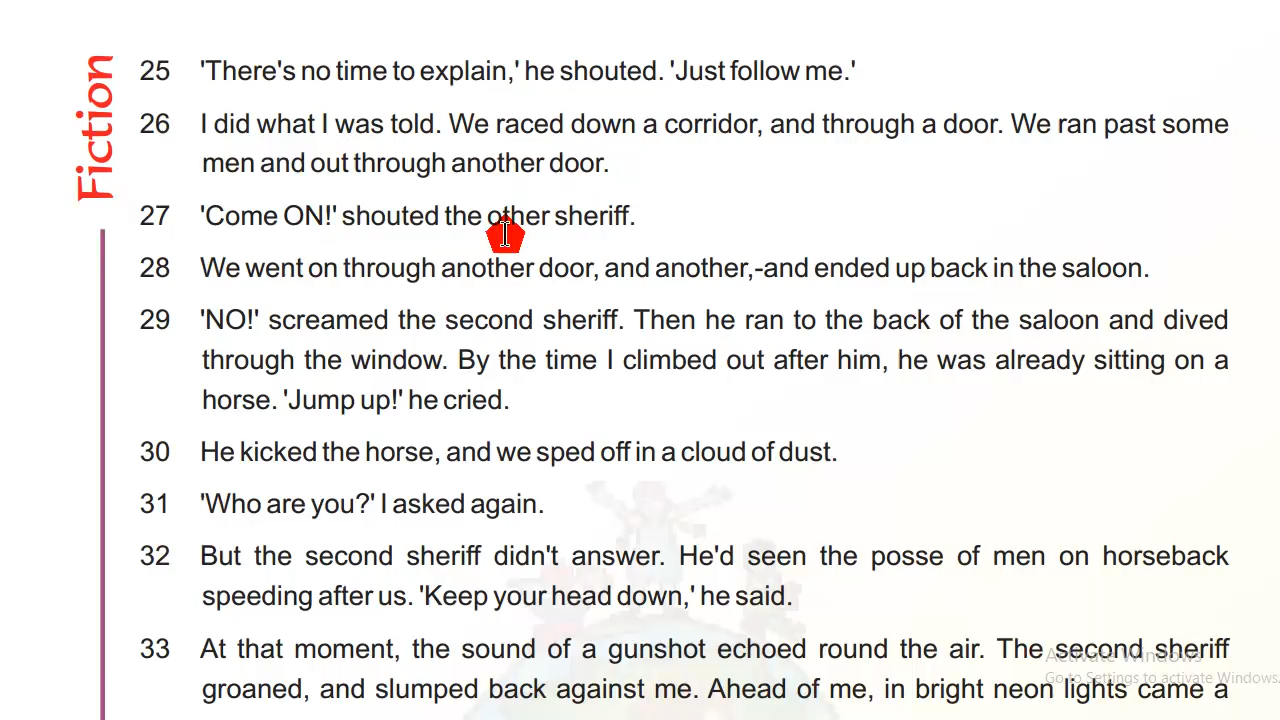 Fiction
25 'There's no time to explain,' he shouted. 'Just follow me.'
26 I did what I was told. We raced down a corridor, and through a door. We ran past some
men and out through another door.
27 'Come ON!' shouted the other sheriff.
28 We went on through another door, and another,-and ended up back in the saloon.
29 'NO!' screamed the second sheriff. Then he ran to the back of the saloon and dived
through the window. By the time I climbed out after him, he was already sitting on a
horse. 'Jump up!' he cried.
30 He kicked the horse, and we sped off in a cloud of dust.
31 'Who are you?' I asked again.
32 But the second sheriff didn't answer. He'd seen the posse of men on horseback
speeding after us. 'Keep your head down,' he said.
33 At that moment, the sound of a gunshot echoed round the air. The second sheriff
groaned, and slumped back against me. Ahead of me, in bright neon lights came a
Activate Windows
Go to Settings to activate Windows.